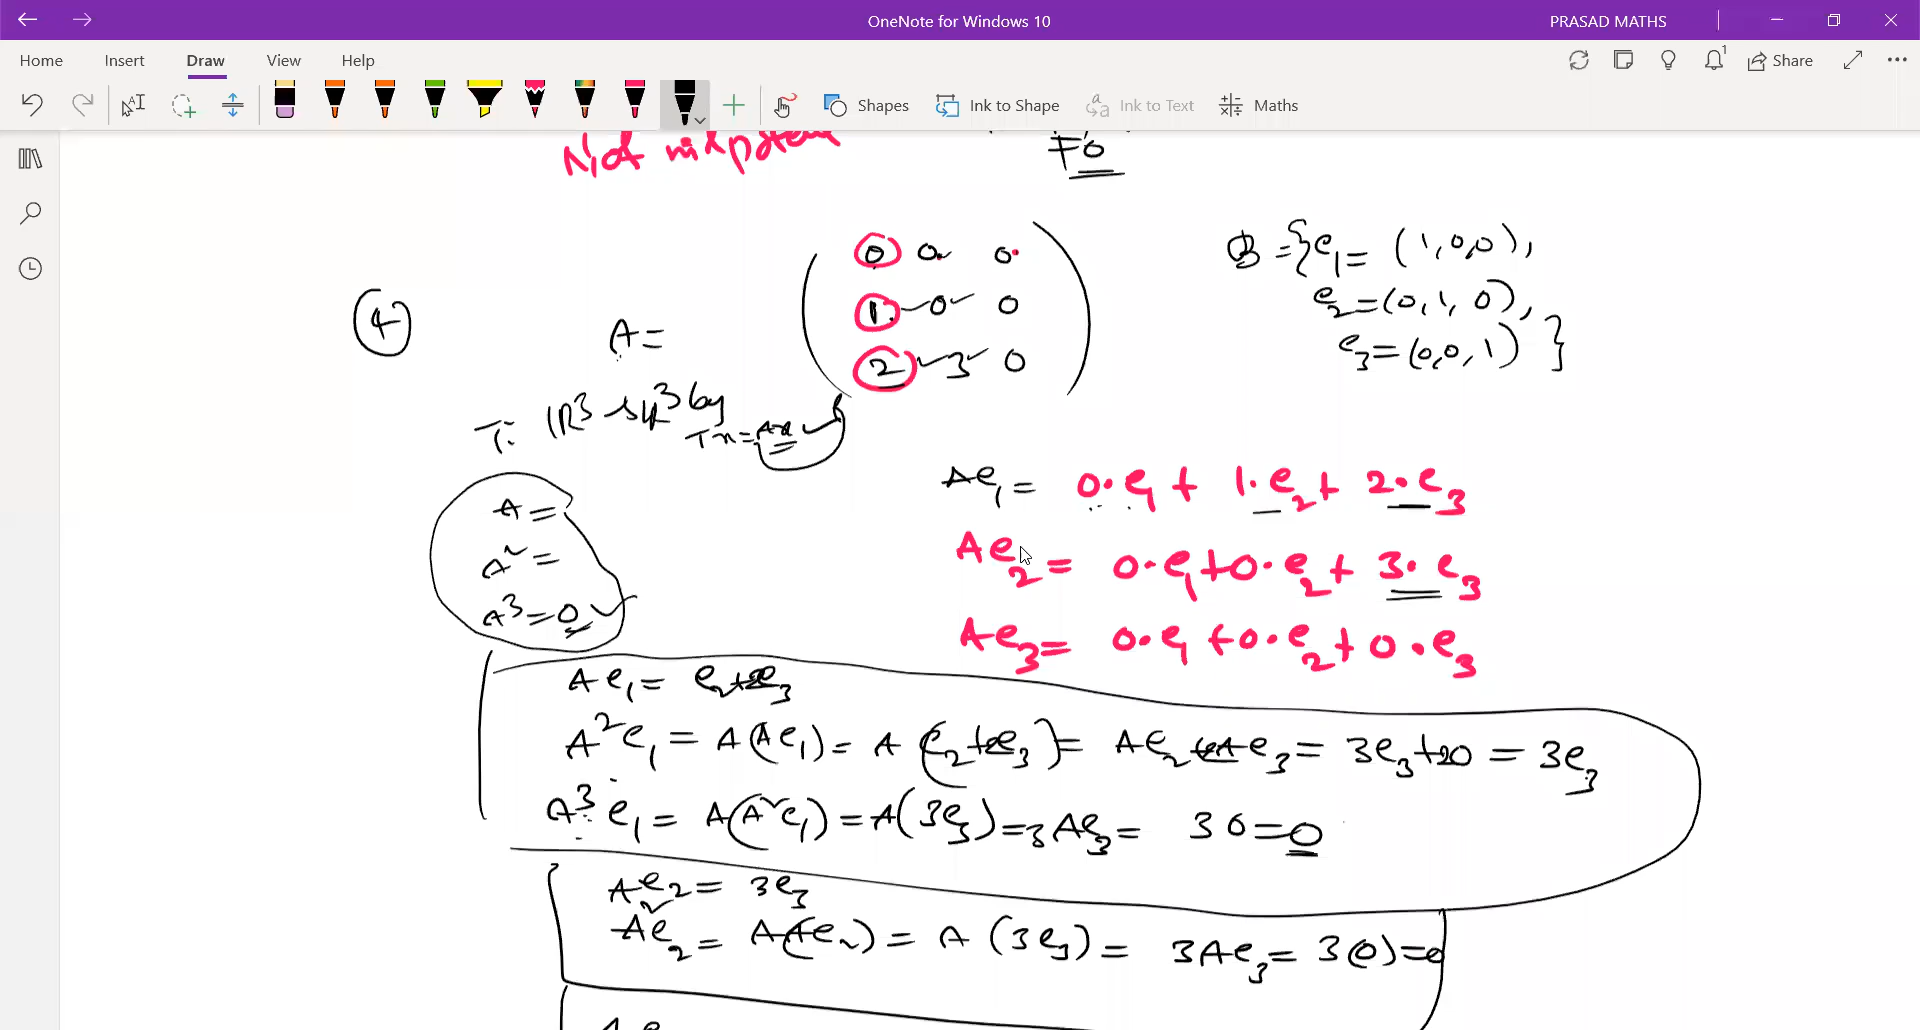 OneNote for Windows 10
PRASAD MATHS
Home Insert Draw View Help
Share
Shapes Ink to Shape Ink to Text Maths
Not
≠0
④ A = ( 0 0 0
1 0 0
2 3 0 )
B = {e₁ = (1,0,0),
e₂ = (0,1,0),
e₃ = (0,0,1)}
T: ℝ³ → ℝ³ by
Tx = Ax
A =
A² =
A³ = 0
Ae₁ = 0·e₁ + 1·e₂ + 2·e₃
Ae₂ = 0·e₁ + 0·e₂ + 3·e₃
Ae₃ = 0·e₁ + 0·e₂ + 0·e₃
Ae₁ = e₂+2e₃
A²e₁ = A(Ae₁) = A(e₂+2e₃) = Ae₂+2Ae₃ = 3e₃+20 = 3e₃
A³e₁ = A(A²e₁) = A(3e₃) = 3Ae₃ = 30 = 0
Ae₂ = 3e₃
A²e₂ = A(Ae₂) = A(3e₃) = 3Ae₃ = 3(0) = 0